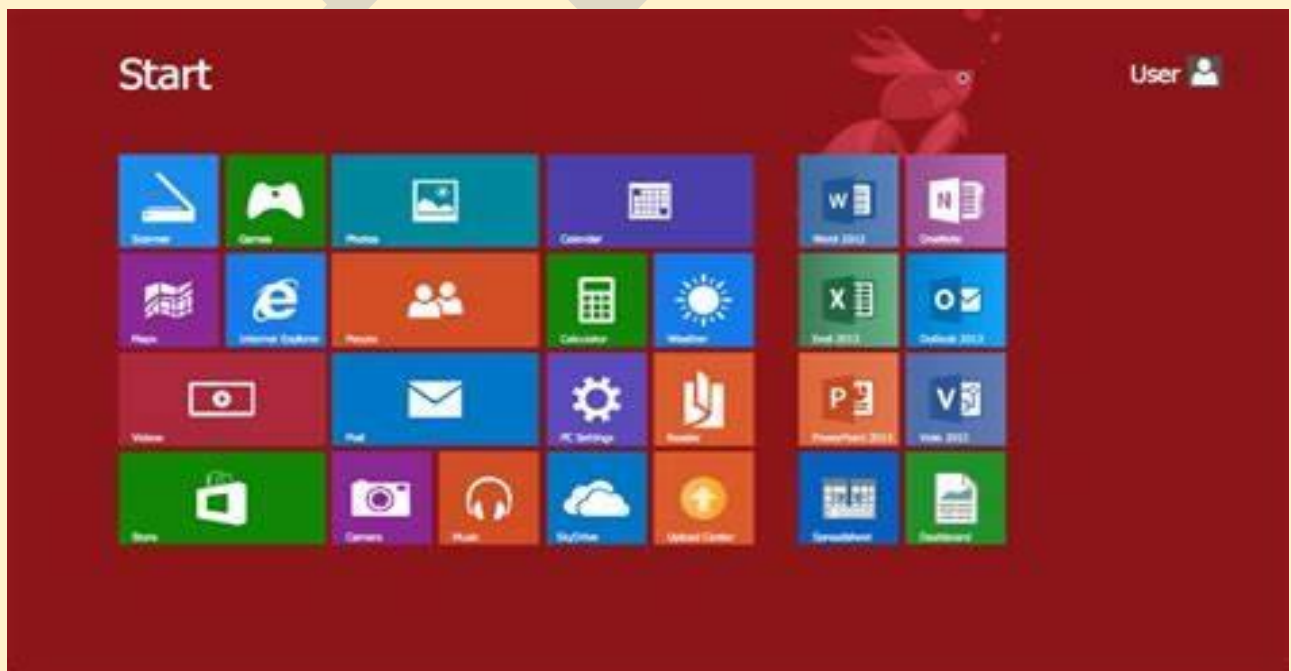 Start
User
Scanner
Games
Photos
Calendar
Maps
Internet Explorer
People
Calculator
Weather
Videos
Mail
PC Settings
Reader
Store
Camera
Music
SkyDrive
Upload Center
W
Word 2013
N
OneNote
X
Excel 2013
O
Outlook 2013
P
PowerPoint 2013
V
Visio 2013
Spreadsheet
Dashboard